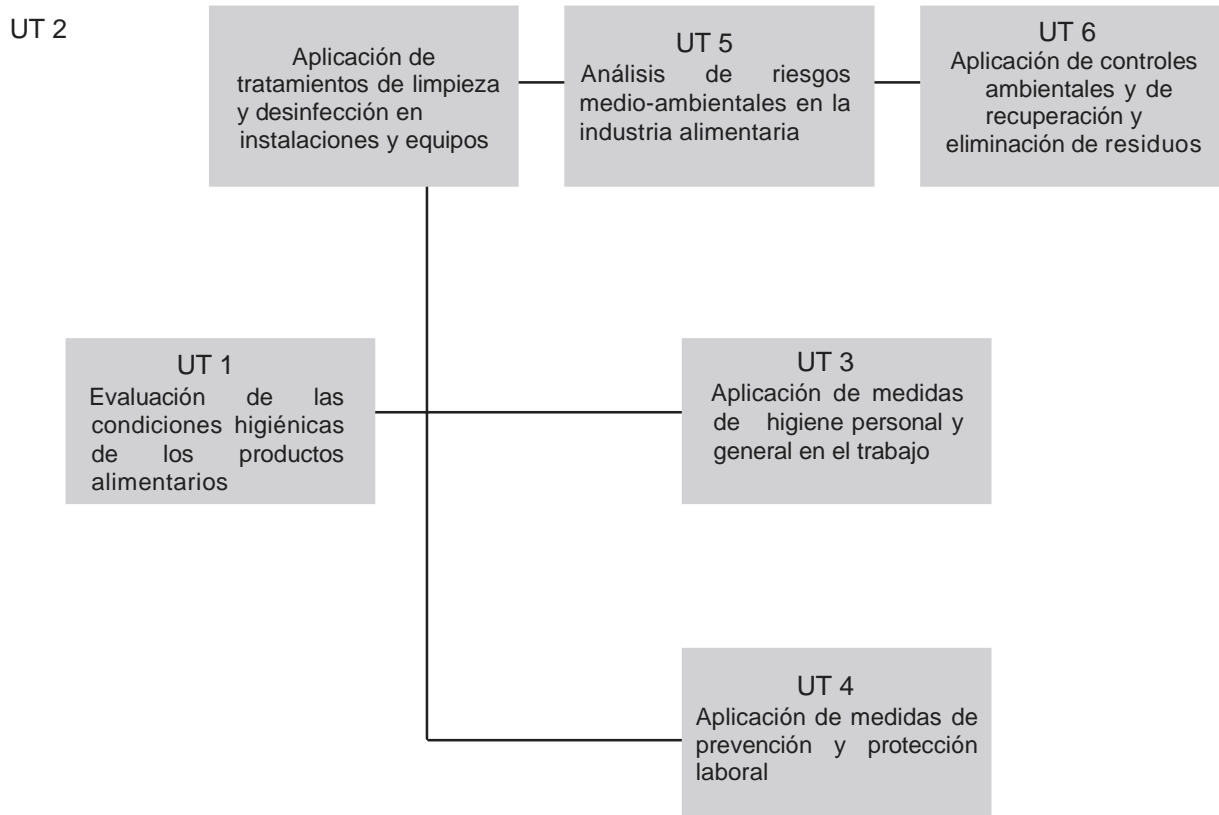 UT 2
Aplicación de
tratamientos de limpieza
y desinfección en
instalaciones y equipos
UT 5
Análisis de riesgos
medio-ambientales en la
industria alimentaria
UT 6
Aplicación de controles
ambientales y de
recuperación y
eliminación de residuos
UT 1
Evaluación de las
condiciones higiénicas
de los productos
alimentarios
UT 3
Aplicación de medidas
de higiene personal y
general en el trabajo
UT 4
Aplicación de medidas de
prevención y protección
laboral